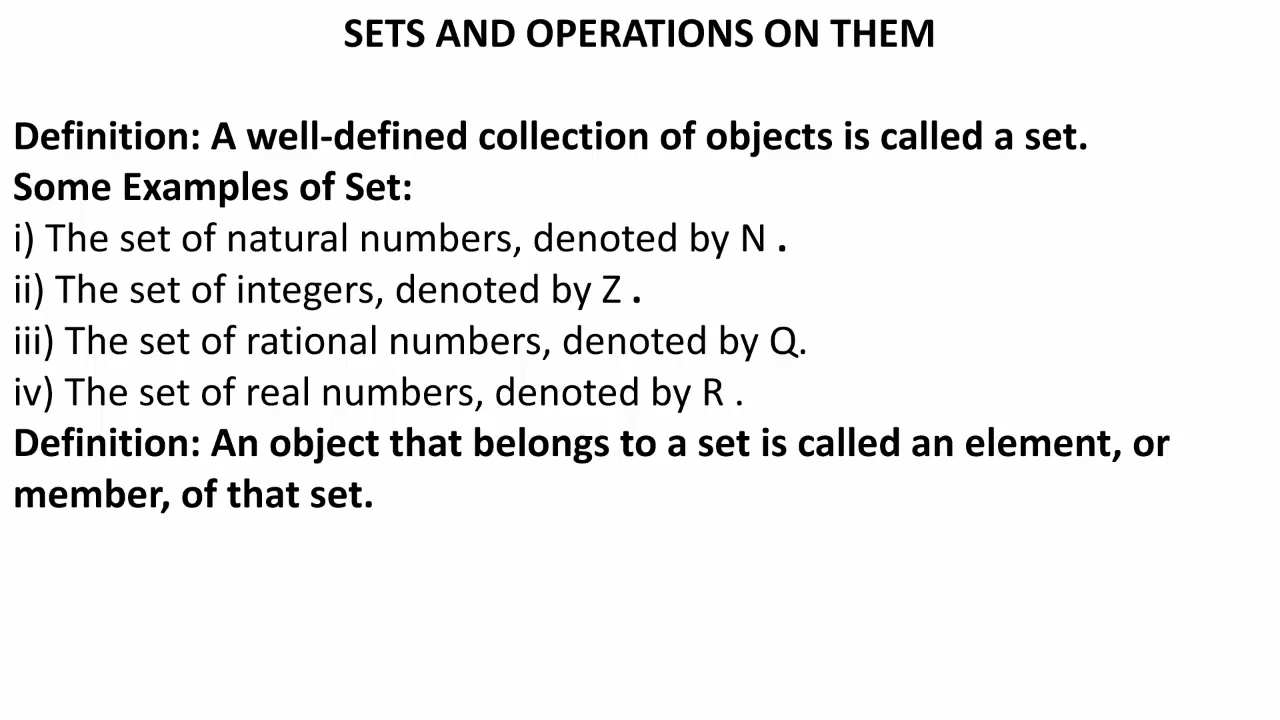 SETS AND OPERATIONS ON THEM
Definition: A well-defined collection of objects is called a set.
Some Examples of Set:
i) The set of natural numbers, denoted by N .
ii) The set of integers, denoted by Z .
iii) The set of rational numbers, denoted by Q.
iv) The set of real numbers, denoted by R .
Definition: An object that belongs to a set is called an element, or
member, of that set.